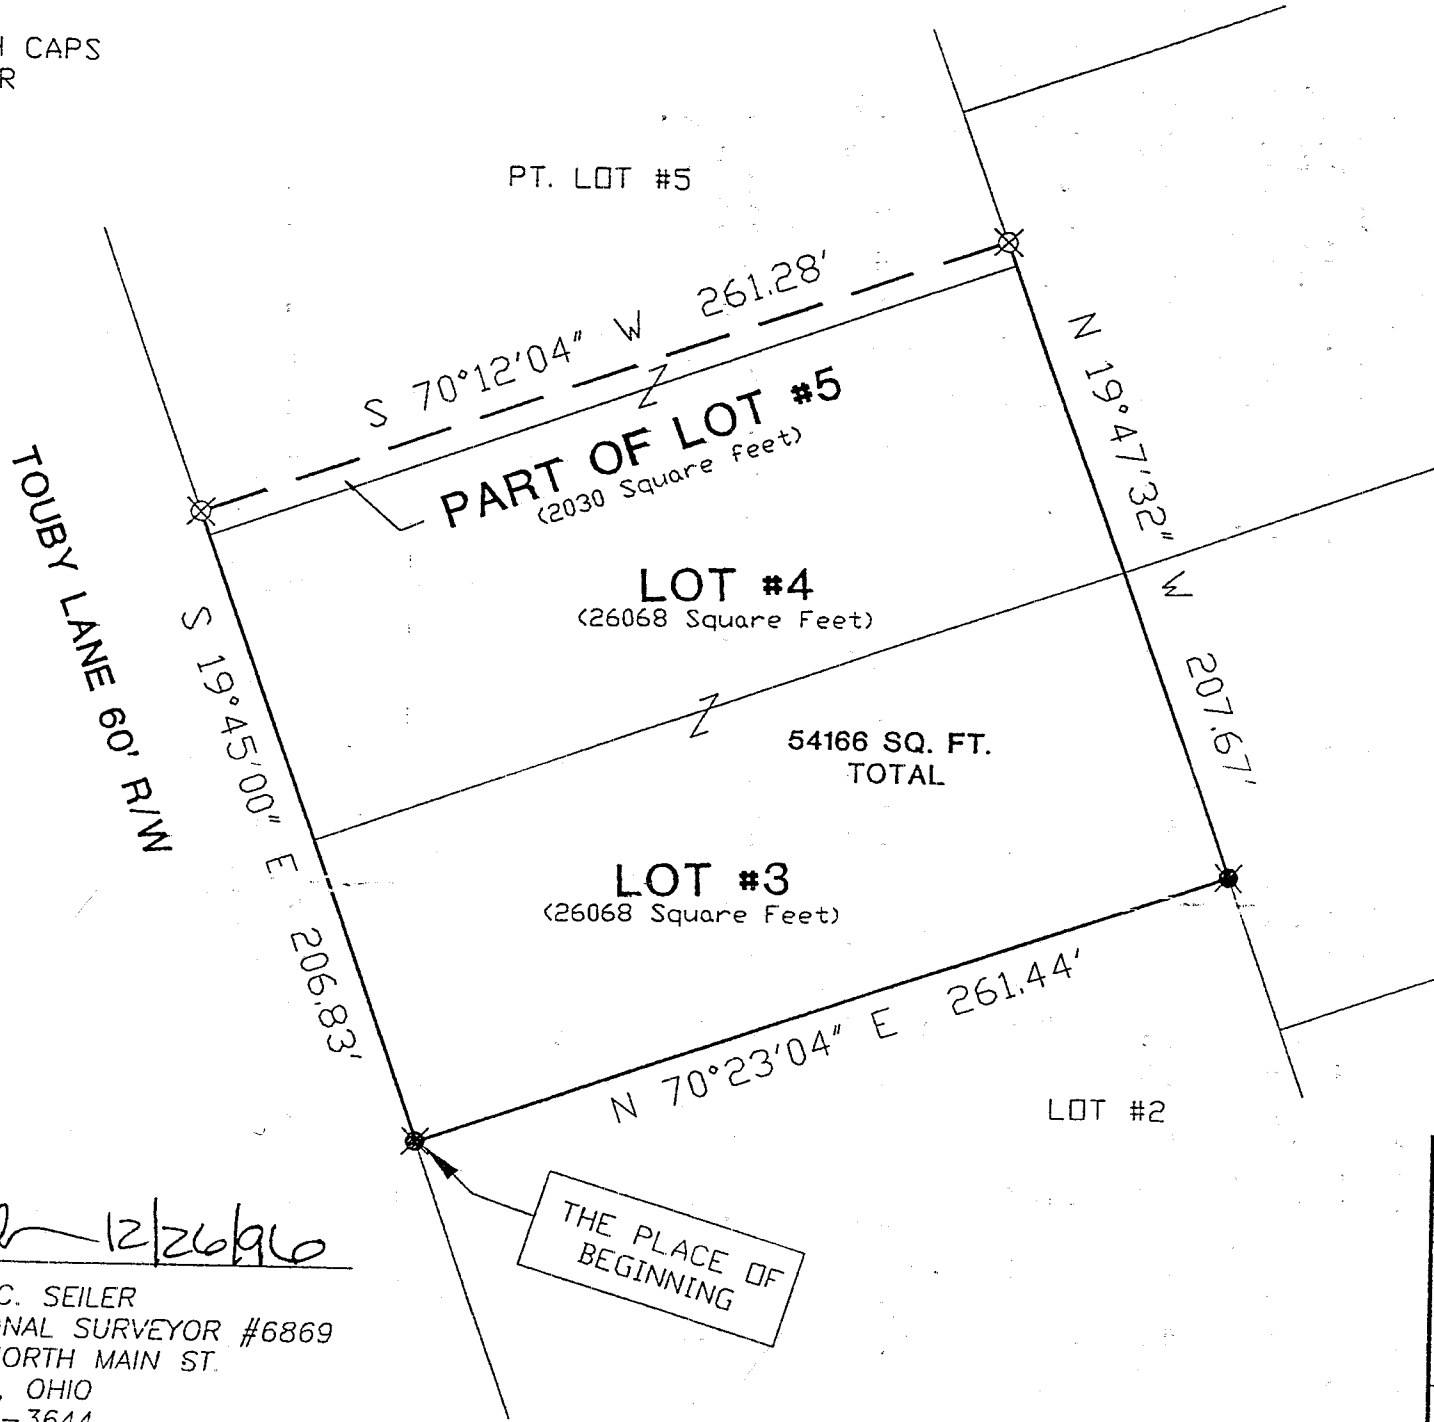 CAPS
PT. LOT #5
S 70°12'04" W 261.28'
N 19°47'32" W 207.67'
PART OF LOT #5
(2030 Square feet)
TOUBY LANE 60' R/W
LOT #4
(26068 Square Feet)
S 19°45'00" E 206.83'
54166 SQ. FT.
TOTAL
LOT #3
(26068 Square Feet)
N 70°23'04" E 261.44'
LOT #2
THE PLACE OF
BEGINNING
12/26/96
C. SEILER
NAL SURVEYOR #6869
ORTH MAIN ST.
, OHIO
-3644